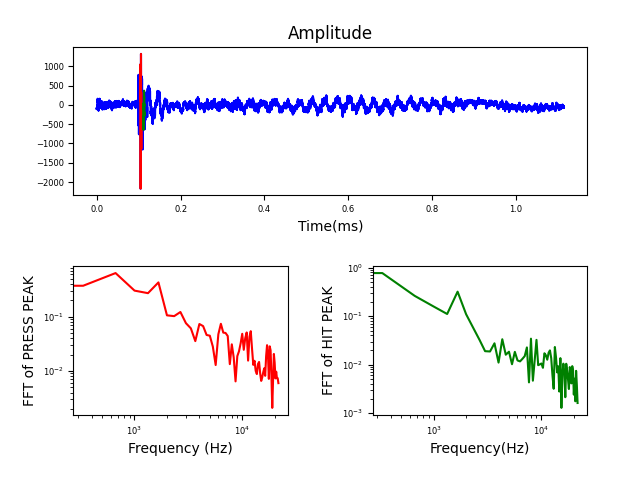 Amplitude
1000
500
0
−500
−1000
−1500
−2000
0.0 0.2 0.4 0.6 0.8 1.0
Time(ms)
FFT of PRESS PEAK
10⁻¹
10⁻²
10³ 10⁴
Frequency (Hz)
FFT of HIT PEAK
10⁰
10⁻¹
10⁻²
10⁻³
10³ 10⁴
Frequency(Hz)